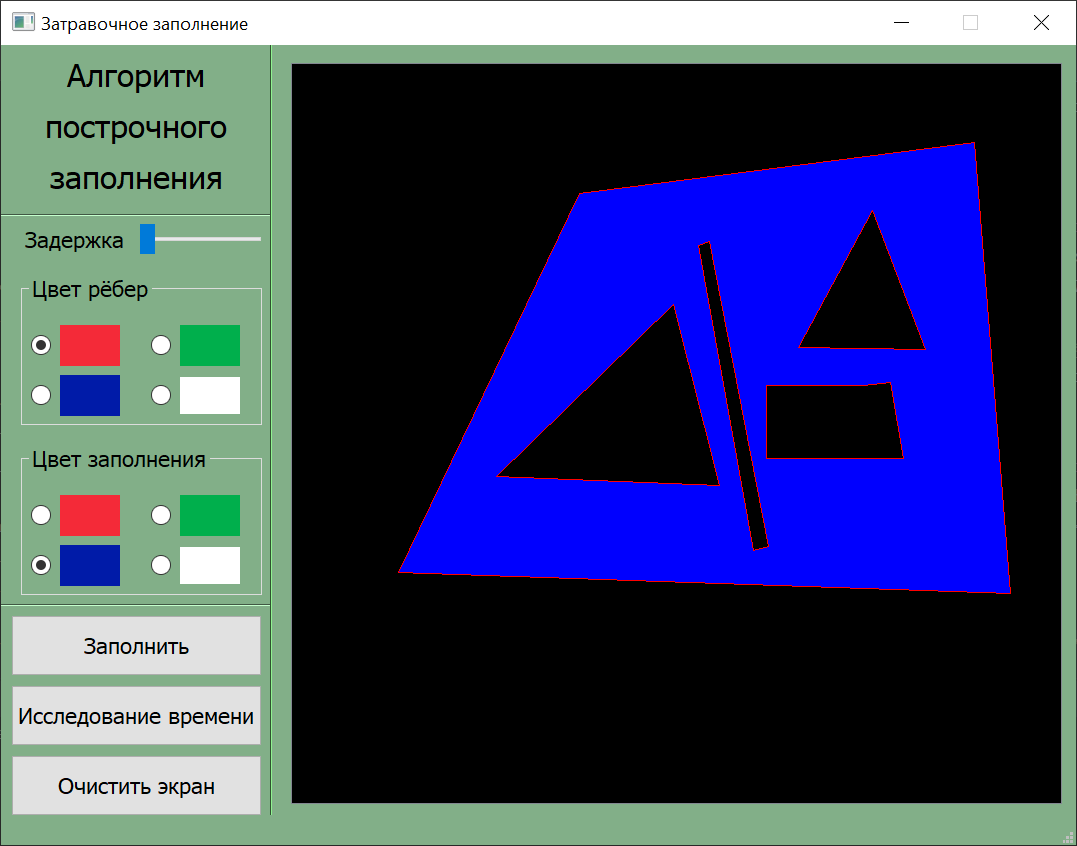 Затравочное заполнение
Алгоритм
построчного
заполнения
Задержка
Цвет рёбер
Цвет заполнения
Заполнить
Исследование времени
Очистить экран